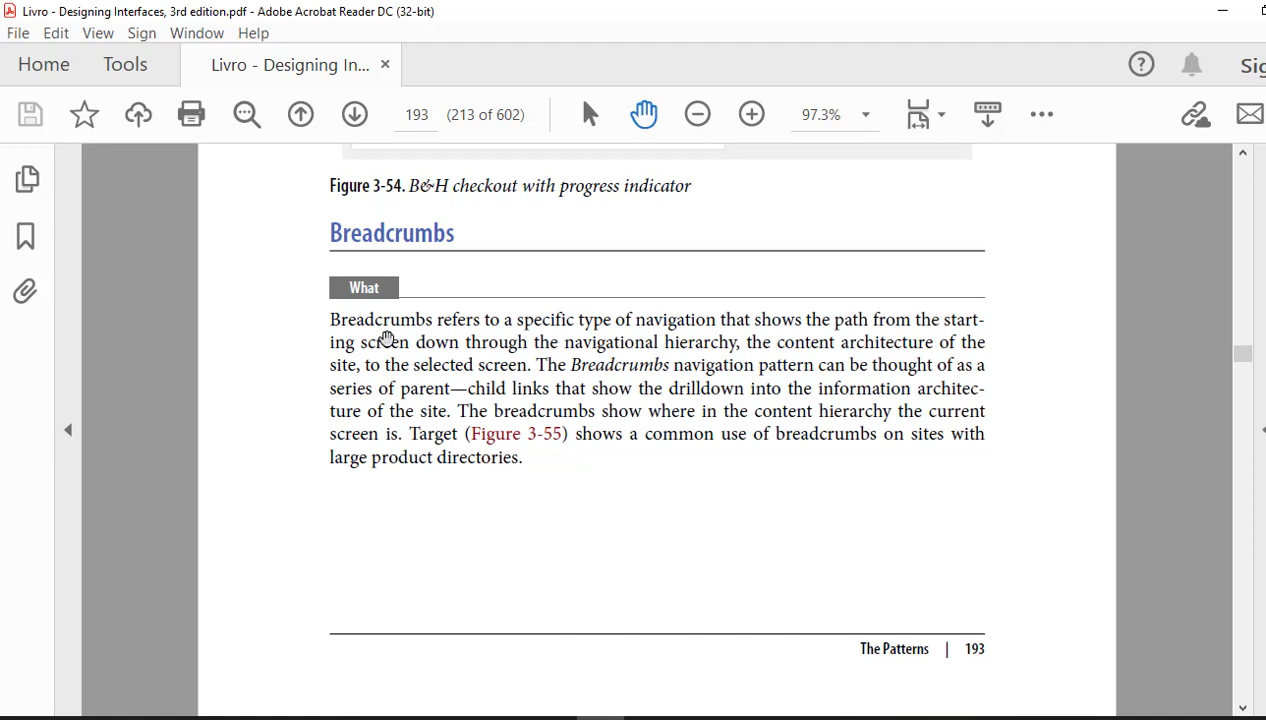 Livro - Designing Interfaces, 3rd edition.pdf - Adobe Acrobat Reader DC (32-bit)
File Edit View Sign Window Help
Home Tools Livro - Designing In... × Sig
193 (213 of 602) 97.3%
Figure 3-54. B&H checkout with progress indicator
Breadcrumbs
What
Breadcrumbs refers to a specific type of navigation that shows the path from the start-
ing screen down through the navigational hierarchy, the content architecture of the
site, to the selected screen. The Breadcrumbs navigation pattern can be thought of as a
series of parent—child links that show the drilldown into the information architec-
ture of the site. The breadcrumbs show where in the content hierarchy the current
screen is. Target (Figure 3-55) shows a common use of breadcrumbs on sites with
large product directories.
The Patterns | 193